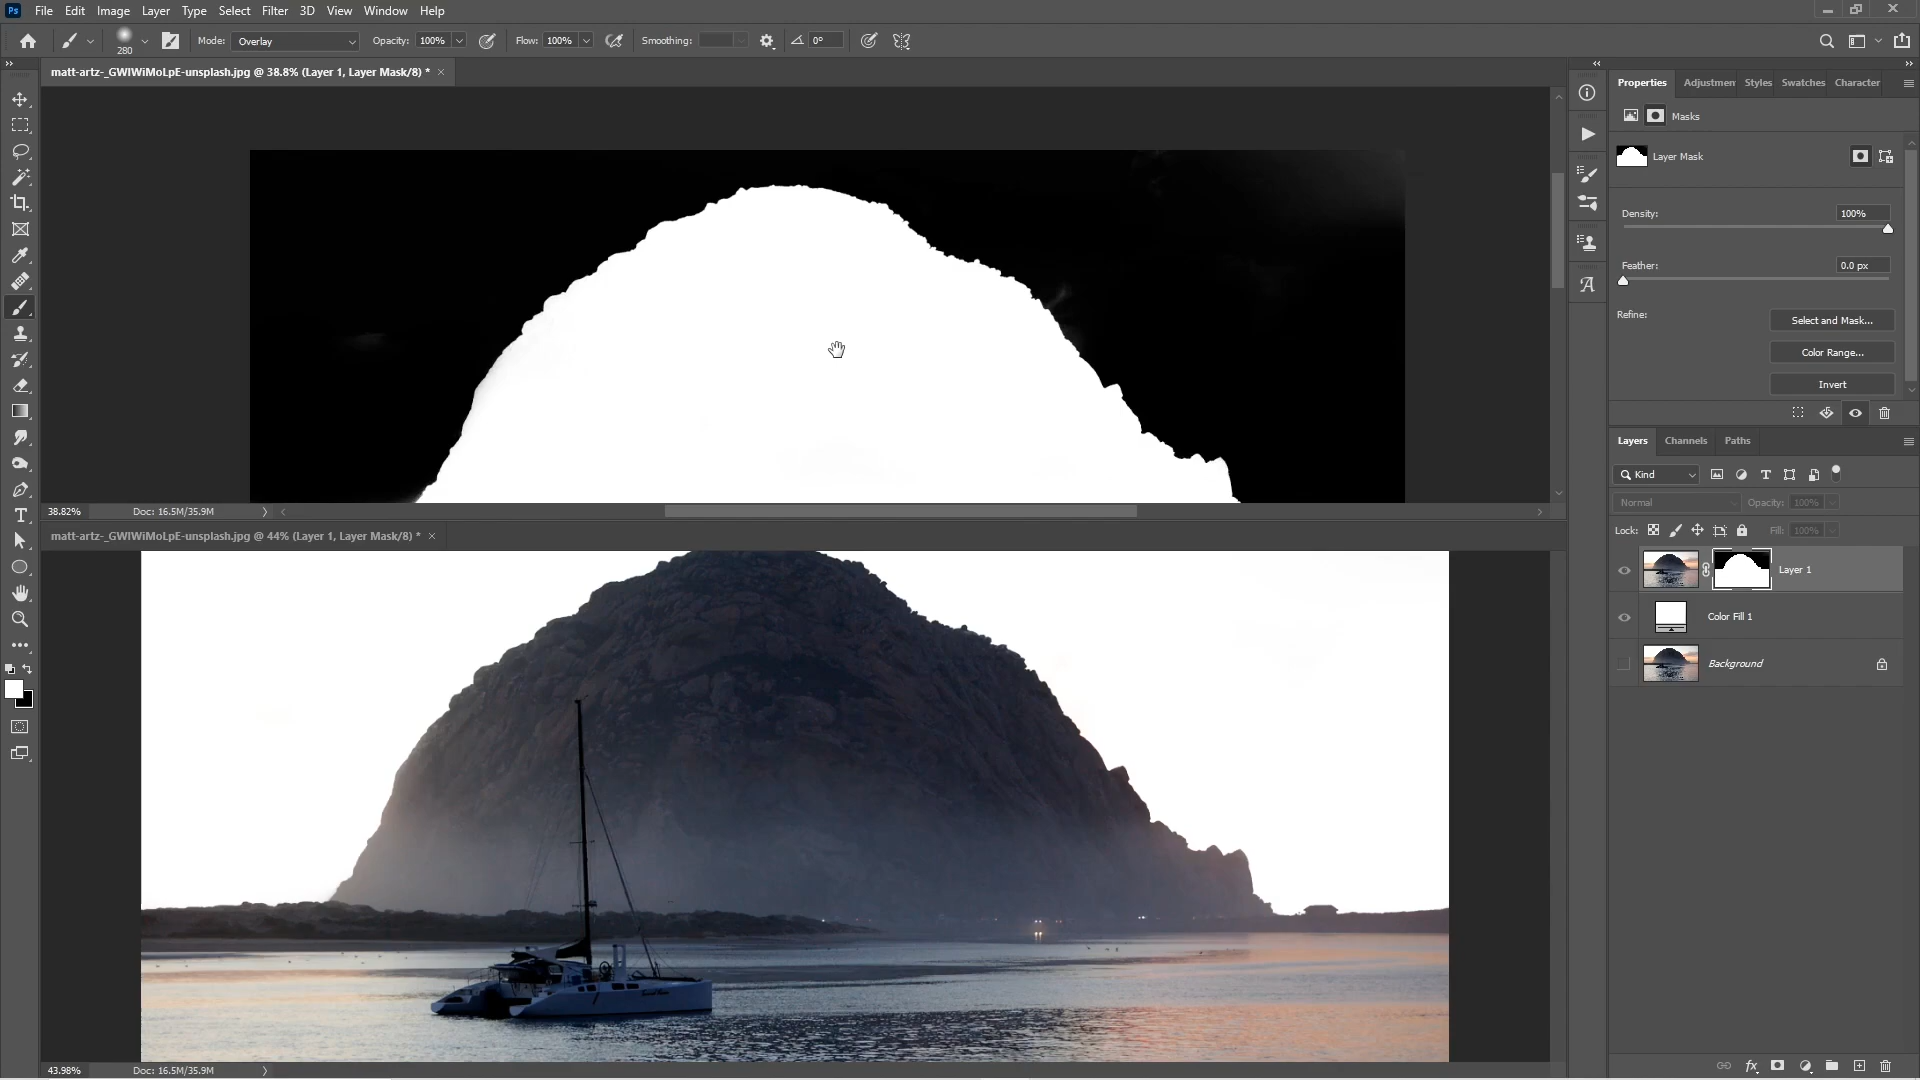 Ps File Edit Image Layer Type Select Filter 3D View Window Help
280 Mode: Overlay Opacity: 100% Flow: 100% Smoothing: 0°
matt-artz-_GWIWiMoLpE-unsplash.jpg @ 38.8% (Layer 1, Layer Mask/8) *
Properties Adjustmen Styles Swatches Character
Masks
Layer Mask
Density: 100%
Feather: 0.0 px
Refine: Select and Mask...
Color Range...
Invert
38.82% Doc: 16.5M/35.9M
matt-artz-_GWIWiMoLpE-unsplash.jpg @ 44% (Layer 1, Layer Mask/8) *
Layers Channels Paths
Kind
Normal Opacity: 100%
Lock: Fill: 100%
Layer 1
Color Fill 1
Background
43.98% Doc: 16.5M/35.9M